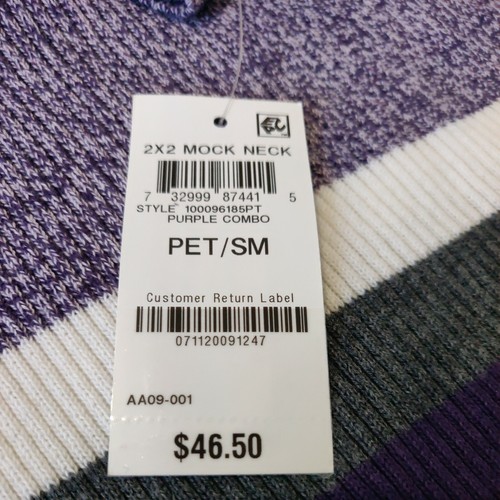 2X2 MOCK NECK
7 32999 87441 5
STYLE 100096185PT
PURPLE COMBO
PET/SM
Customer Return Label
071120091247
AA09-001
$46.50